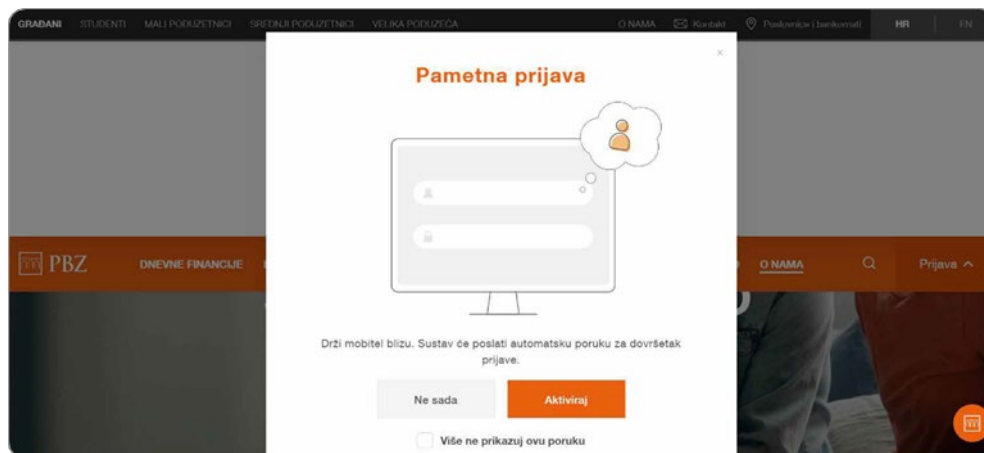 GRAĐANI STUDENTI MALI PODUZETNICI SREDNJI PODUZETNICI VELIKA PODUZEĆA O NAMA Kontakt Poslovnice i bankomati HR EN
×
Pametna prijava
PBZ DNEVNE FINANCIJE O NAMA Prijava
Drži mobitel blizu. Sustav će poslati automatsku poruku za dovršetak
prijave.
Ne sada Aktiviraj
Više ne prikazuj ovu poruku